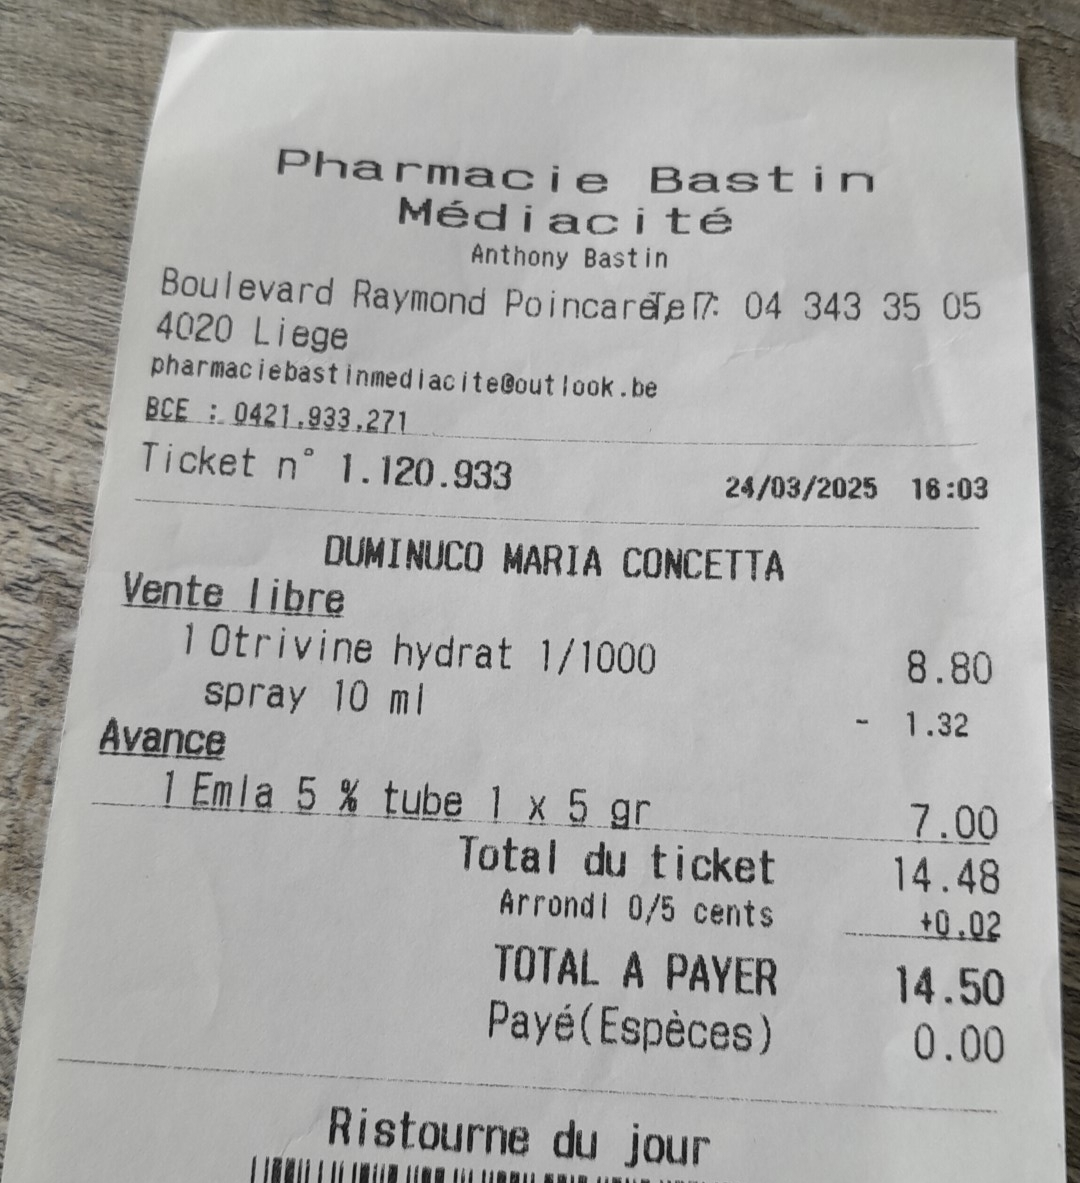 Pharmacie Bastin
Médiacité
Anthony Bastin
Boulevard Raymond Poincaré 04 343 35 05
4020 Liege
pharmaciebastinmediacite@outlook.be
BCE : 0421.933.271
Ticket n° 1.120.933 24/03/2025 16:03
DUMINUCO MARIA CONCETTA
Vente libre
1 Otrivine hydrat 1/1000 8.80
spray 10 ml - 1.32
Avance
1 Emla 5 % tube 1 x 5 gr 7.00
Total du ticket 14.48
Arrondi 0/5 cents +0.02
TOTAL A PAYER 14.50
Payé(Espèces) 0.00
Ristourne du jour